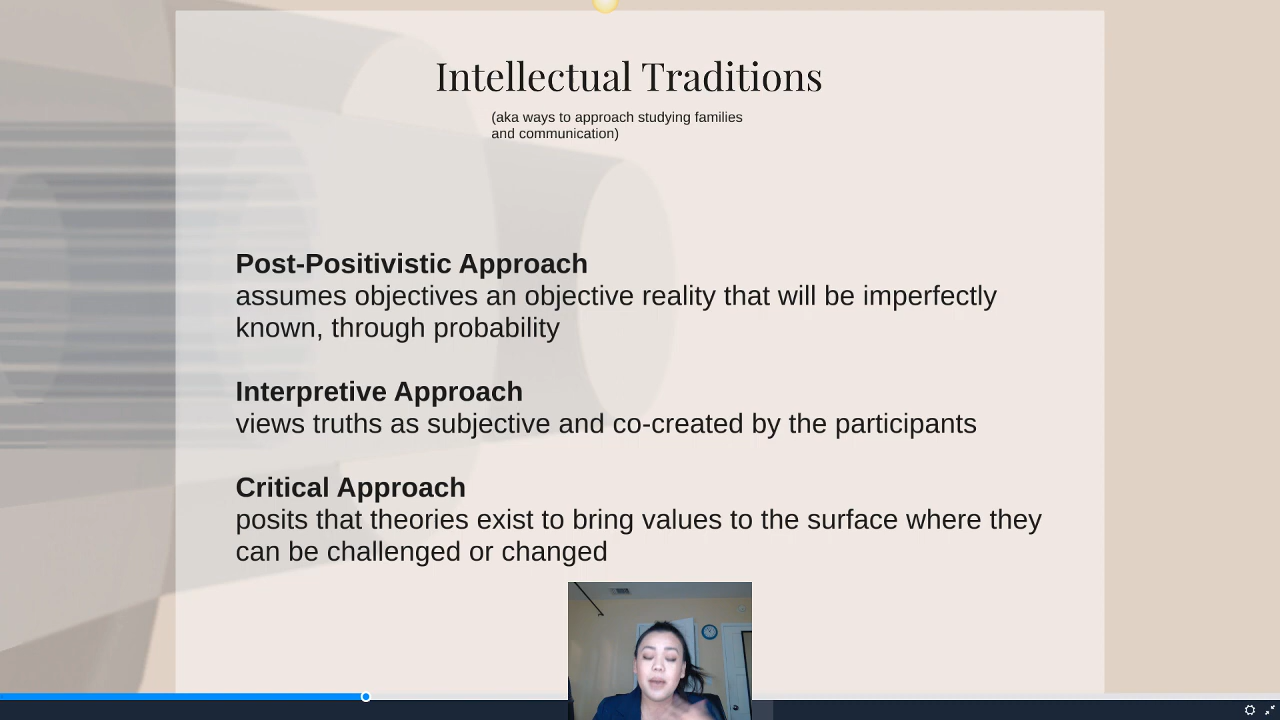 Intellectual Traditions
(aka ways to approach studying families
and communication)
Post-Positivistic Approach
assumes objectives an objective reality that will be imperfectly
known, through probability
Interpretive Approach
views truths as subjective and co-created by the participants
Critical Approach
posits that theories exist to bring values to the surface where they
can be challenged or changed